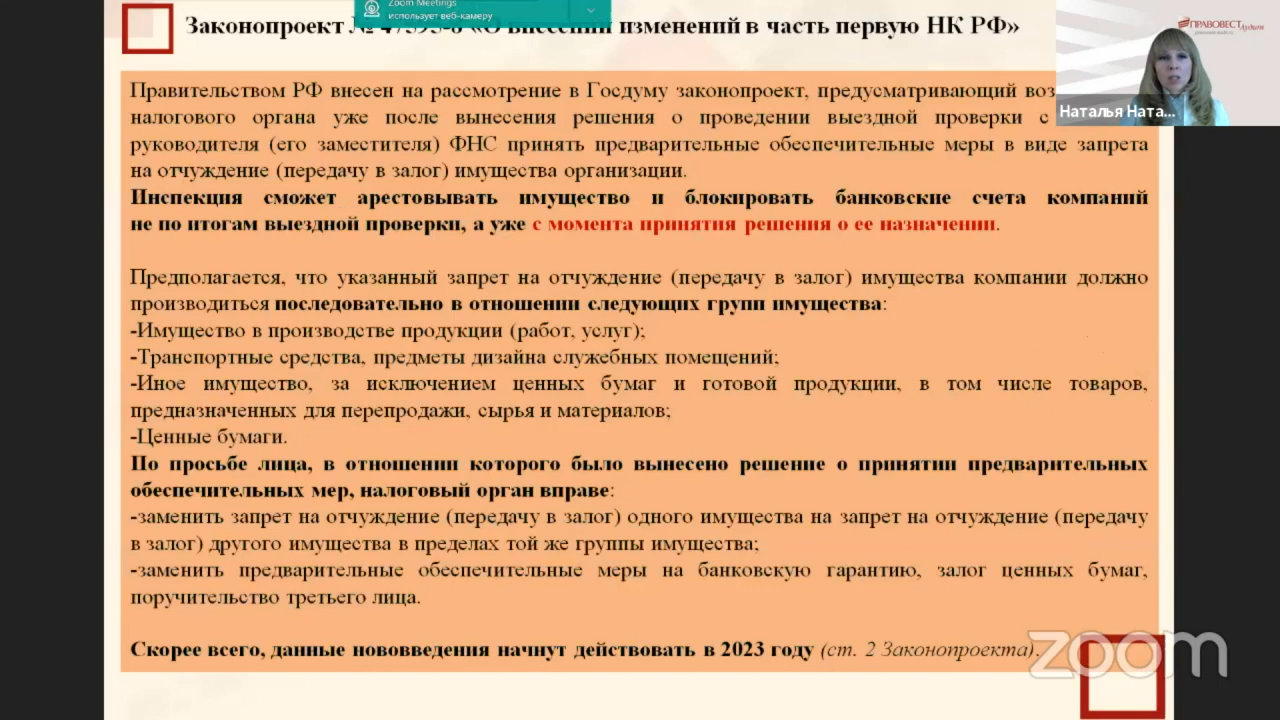 Zoom Meetings
использует веб-камеру
Законопроект № «О внесении изменений в часть первую НК РФ»
ПРАВОВЕСТ Аудит
Наталья Ната...
Правительством РФ внесен на рассмотрение в Госдуму законопроект, предусматривающий воз
налогового органа уже после вынесения решения о проведении выездной проверки с
руководителя (его заместителя) ФНС принять предварительные обеспечительные меры в виде запрета
на отчуждение (передачу в залог) имущества организации.
Инспекция сможет арестовывать имущество и блокировать банковские счета компаний
не по итогам выездной проверки, а уже с момента принятия решения о ее назначении.
Предполагается, что указанный запрет на отчуждение (передачу в залог) имущества компании должно
производиться последовательно в отношении следующих групп имущества:
-Имущество в производстве продукции (работ, услуг);
-Транспортные средства, предметы дизайна служебных помещений;
-Иное имущество, за исключением ценных бумаг и готовой продукции, в том числе товаров,
предназначенных для перепродажи, сырья и материалов;
-Ценные бумаги.
По просьбе лица, в отношении которого было вынесено решение о принятии предварительных
обеспечительных мер, налоговый орган вправе:
-заменить запрет на отчуждение (передачу в залог) одного имущества на запрет на отчуждение (передачу
в залог) другого имущества в пределах той же группы имущества;
-заменить предварительные обеспечительные меры на банковскую гарантию, залог ценных бумаг,
поручительство третьего лица.
Скорее всего, данные нововведения начнут действовать в 2023 году (ст. 2 Законопроекта).
zoom